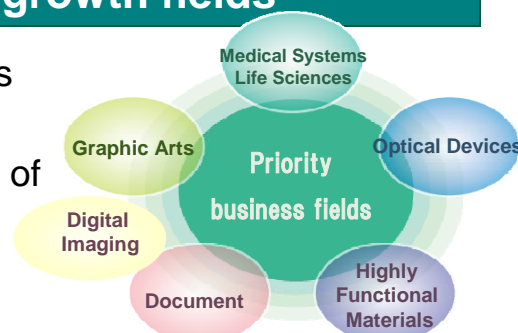 growth fields
s
of
Medical Systems
Life Sciences
Graphic Arts
Optical Devices
Priority
business fields
Digital
Imaging
Document
Highly
Functional
Materials